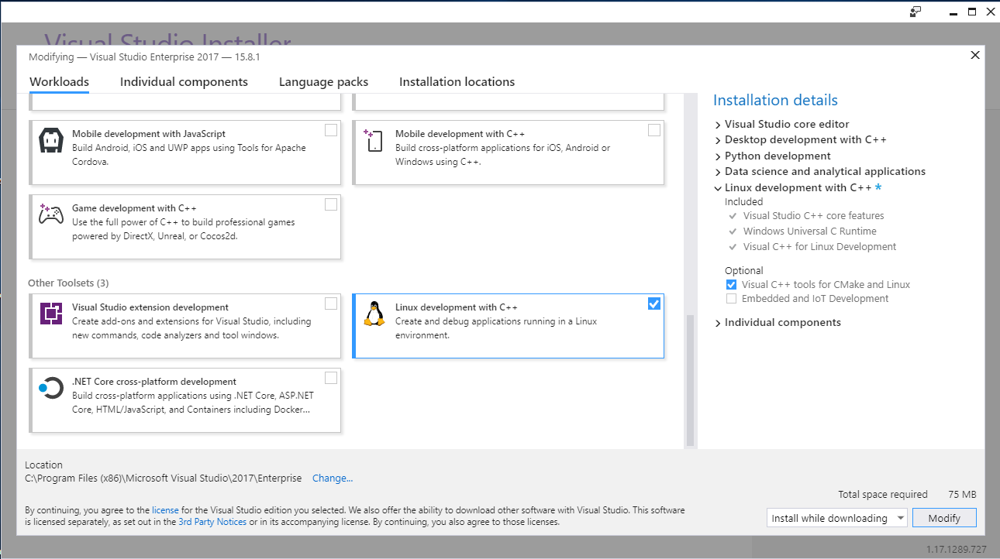 Visual Studio Installer
Modifying — Visual Studio Enterprise 2017 — 15.8.1
Workloads
Individual components
Language packs
Installation locations
Mobile development with JavaScript
Build Android, iOS and UWP apps using Tools for Apache
Cordova.
Mobile development with C++
Build cross-platform applications for iOS, Android or
Windows using C++.
Game development with C++
Use the full power of C++ to build professional games
powered by DirectX, Unreal, or Cocos2d.
Other Toolsets (3)
Visual Studio extension development
Create add-ons and extensions for Visual Studio, including
new commands, code analyzers and tool windows.
Linux development with C++
Create and debug applications running in a Linux
environment.
.NET Core cross-platform development
Build cross-platform applications using .NET Core, ASP.NET
Core, HTML/JavaScript, and Containers including Docker...
Installation details
Visual Studio core editor
Desktop development with C++
Python development
Data science and analytical applications
Linux development with C++ *
Included
Visual Studio C++ core features
Windows Universal C Runtime
Visual C++ for Linux Development
Optional
Visual C++ tools for CMake and Linux
Embedded and IoT Development
Individual components
Location
C:\Program Files (x86)\Microsoft Visual Studio\2017\Enterprise Change...
Total space required 75 MB
By continuing, you agree to the license for the Visual Studio edition you selected. We also offer the ability to download other software with Visual Studio. This software
is licensed separately, as set out in the 3rd Party Notices or in its accompanying license. By continuing, you also agree to those licenses.
Install while downloading
Modify
1.17.1289.727